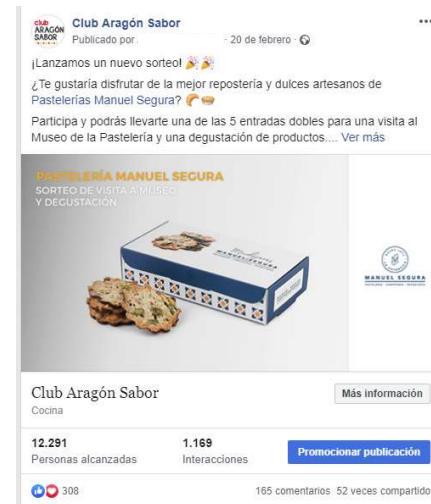 club
ARAGÓN
SABOR
Club Aragón Sabor
Publicado por · 20 de febrero ·
¡Lanzamos un nuevo sorteo!
¿Te gustaría disfrutar de la mejor repostería y dulces artesanos de
Pastelerías Manuel Segura?
Participa y podrás llevarte una de las 5 entradas dobles para una visita al
Museo de la Pastelería y una degustación de productos.... Ver más
PASTELERÍA MANUEL SEGURA
SORTEO DE VISITA A MUSEO
Y DEGUSTACIÓN
MANUEL SEGURA
MANUEL SEGURA
Club Aragón Sabor
Cocina
Más información
12.291
Personas alcanzadas
1.169
Interacciones
Promocionar publicación
308
165 comentarios 52 veces compartido